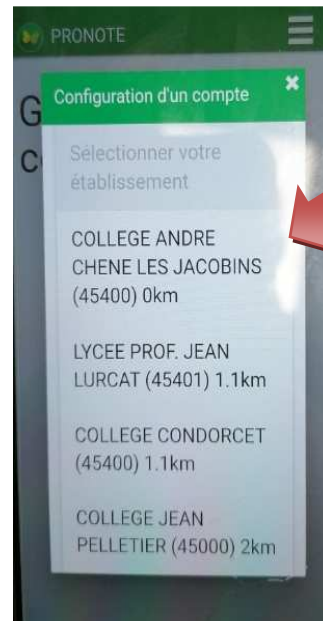 PRONOTE
Configuration d'un compte
Sélectionner votre
établissement
COLLEGE ANDRE
CHENE LES JACOBINS
(45400) 0km
LYCEE PROF. JEAN
LURCAT (45401) 1.1km
COLLEGE CONDORCET
(45400) 1.1km
COLLEGE JEAN
PELLETIER (45000) 2km